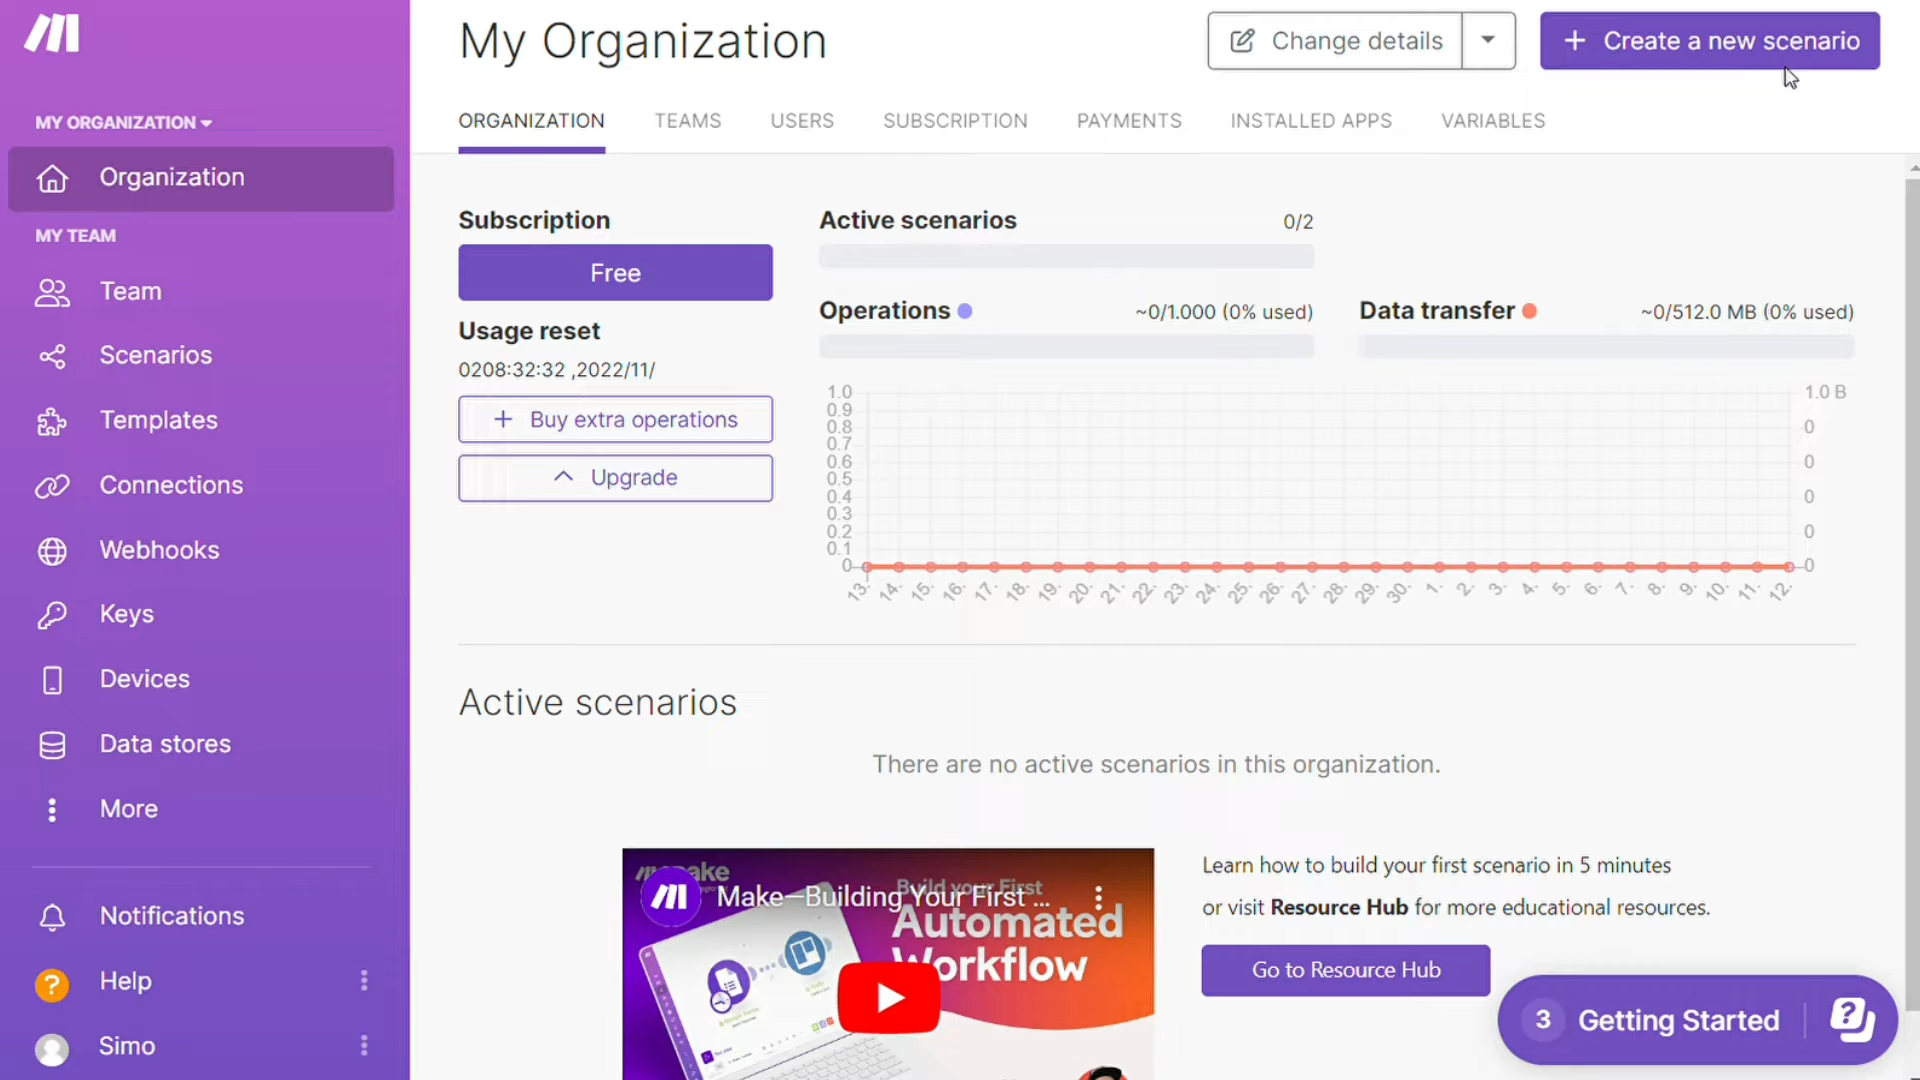 My Organization
Change details
+ Create a new scenario
MY ORGANIZATION
Organization
MY TEAM
Team
Scenarios
Templates
Connections
Webhooks
Keys
Devices
Data stores
More
Notifications
? Help
Simo
ORGANIZATION TEAMS USERS SUBSCRIPTION PAYMENTS INSTALLED APPS VARIABLES
Subscription
Free
Usage reset
0208:32:32 ,2022/11/
+ Buy extra operations
Upgrade
Active scenarios 0/2
Operations ~0/1.000 (0% used)
Data transfer ~0/512.0 MB (0% used)
1.0
0.9
0.8
0.7
0.6
0.5
0.4
0.3
0.2
0.1
0
1.0 B
0
0
0
0
0
13. 14. 15. 16. 17. 18. 19. 20. 21. 22. 23. 24. 25. 26. 27. 28. 29. 30. 1. 2. 3. 4. 5. 6. 7. 8. 9. 10. 11. 12.
Active scenarios
There are no active scenarios in this organization.
make
Make—Building Your First ...
Build your First
Automated
Workflow
Learn how to build your first scenario in 5 minutes
or visit Resource Hub for more educational resources.
Go to Resource Hub
3 Getting Started ?